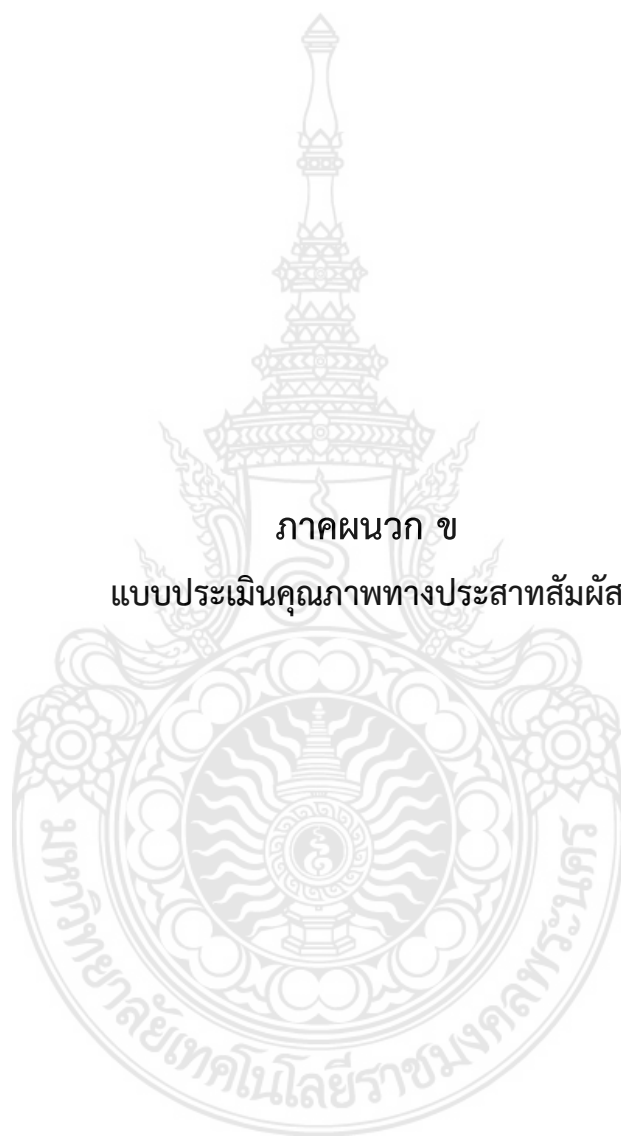 ภาคผนวก ข
แบบประเมินคุณภาพทางประสาทสัมผัส
มหาวิทยาลัยเทคโนโลยีราชมงคลพระนคร